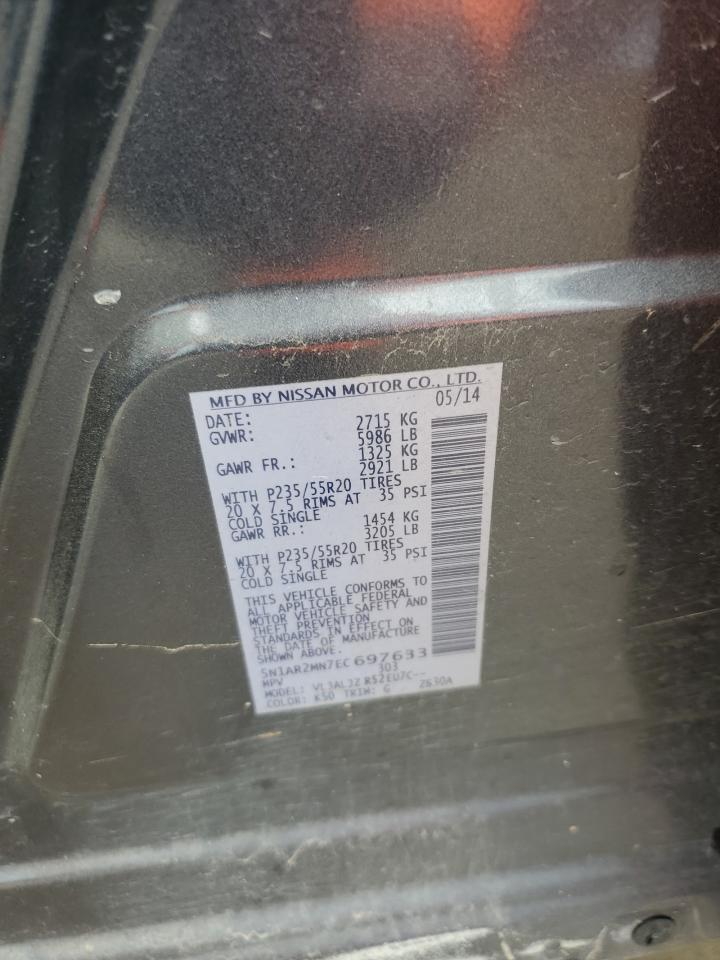 MFD BY NISSAN MOTOR CO., LTD.
DATE: 05/14
GVWR: 2715 KG
5986 LB
GAWR FR.: 1325 KG
2921 LB
WITH P235/55R20 TIRES
20 X 7.5 RIMS AT 35 PSI
COLD SINGLE
GAWR RR.: 1454 KG
3205 LB
WITH P235/55R20 TIRES
20 X 7.5 RIMS AT 35 PSI
COLD SINGLE
THIS VEHICLE CONFORMS TO
ALL APPLICABLE FEDERAL
MOTOR VEHICLE SAFETY AND
THEFT PREVENTION
STANDARDS IN EFFECT ON
THE DATE OF MANUFACTURE
SHOWN ABOVE.
5N1AR2MN7EC697633
MPV 303
MODEL: Z630A
COLOR: K50 TRIM: G